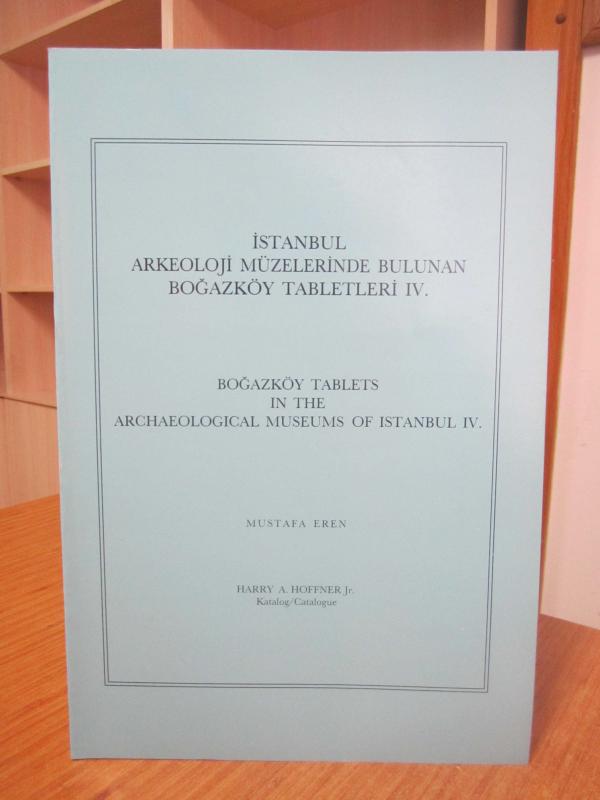 İSTANBUL
ARKEOLOJİ MÜZELERİNDE BULUNAN
BOĞAZKÖY TABLETLERİ IV.
BOĞAZKÖY TABLETS
IN THE
ARCHAEOLOGICAL MUSEUMS OF ISTANBUL IV.
MUSTAFA EREN
HARRY A. HOFFNER Jr.
Katalog/Catalogue